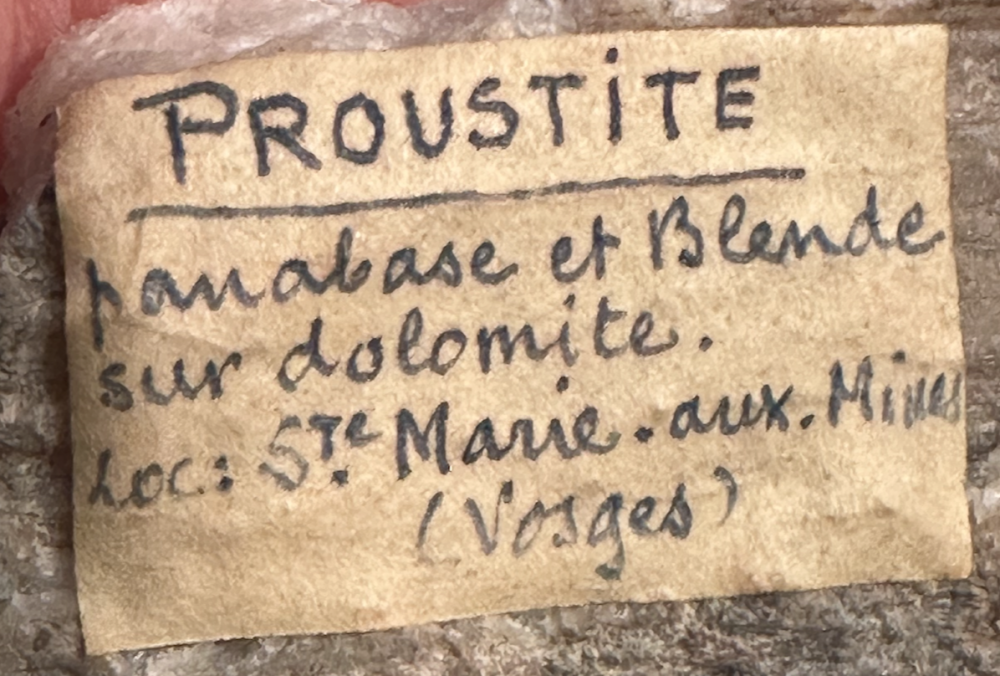 PROUSTiTE
panabase et Blende
sur dolomite.
Loc: STe Marie.aux.Mines
(Vosges)